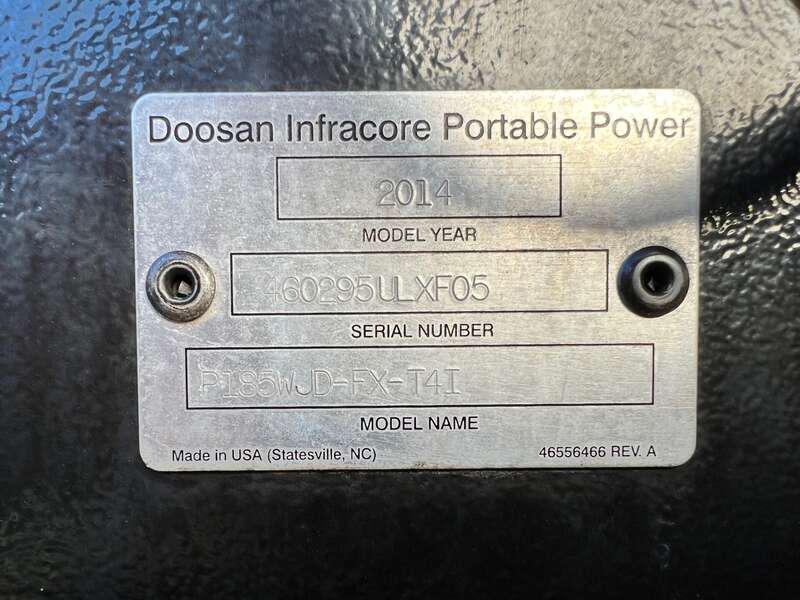 Doosan Infracore Portable Power
2014
MODEL YEAR
460295ULXF05
SERIAL NUMBER
P185WJD-FX-T4I
MODEL NAME
Made in USA (Statesville, NC)
46556466 REV. A